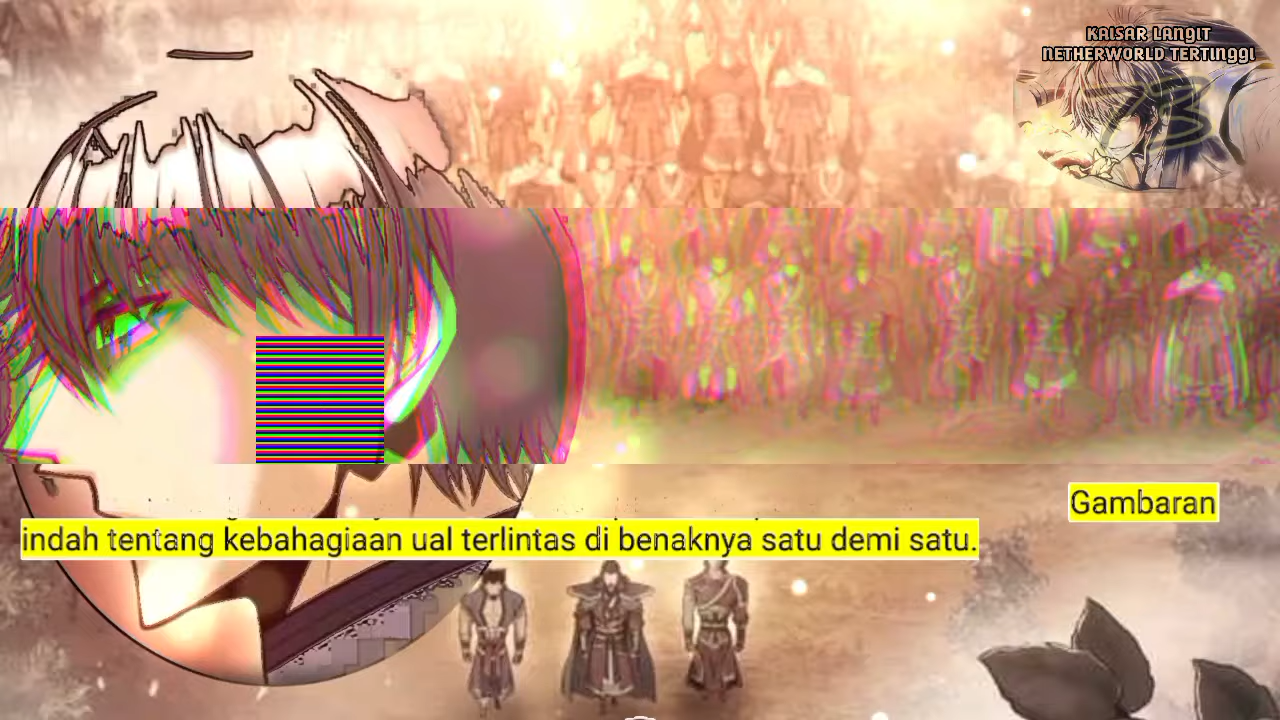 KAISAR LANGIT
NETHERWORLD TERTINGGI
Gambaran
indah tentang kebahagiaan ual terlintas di benaknya satu demi satu.